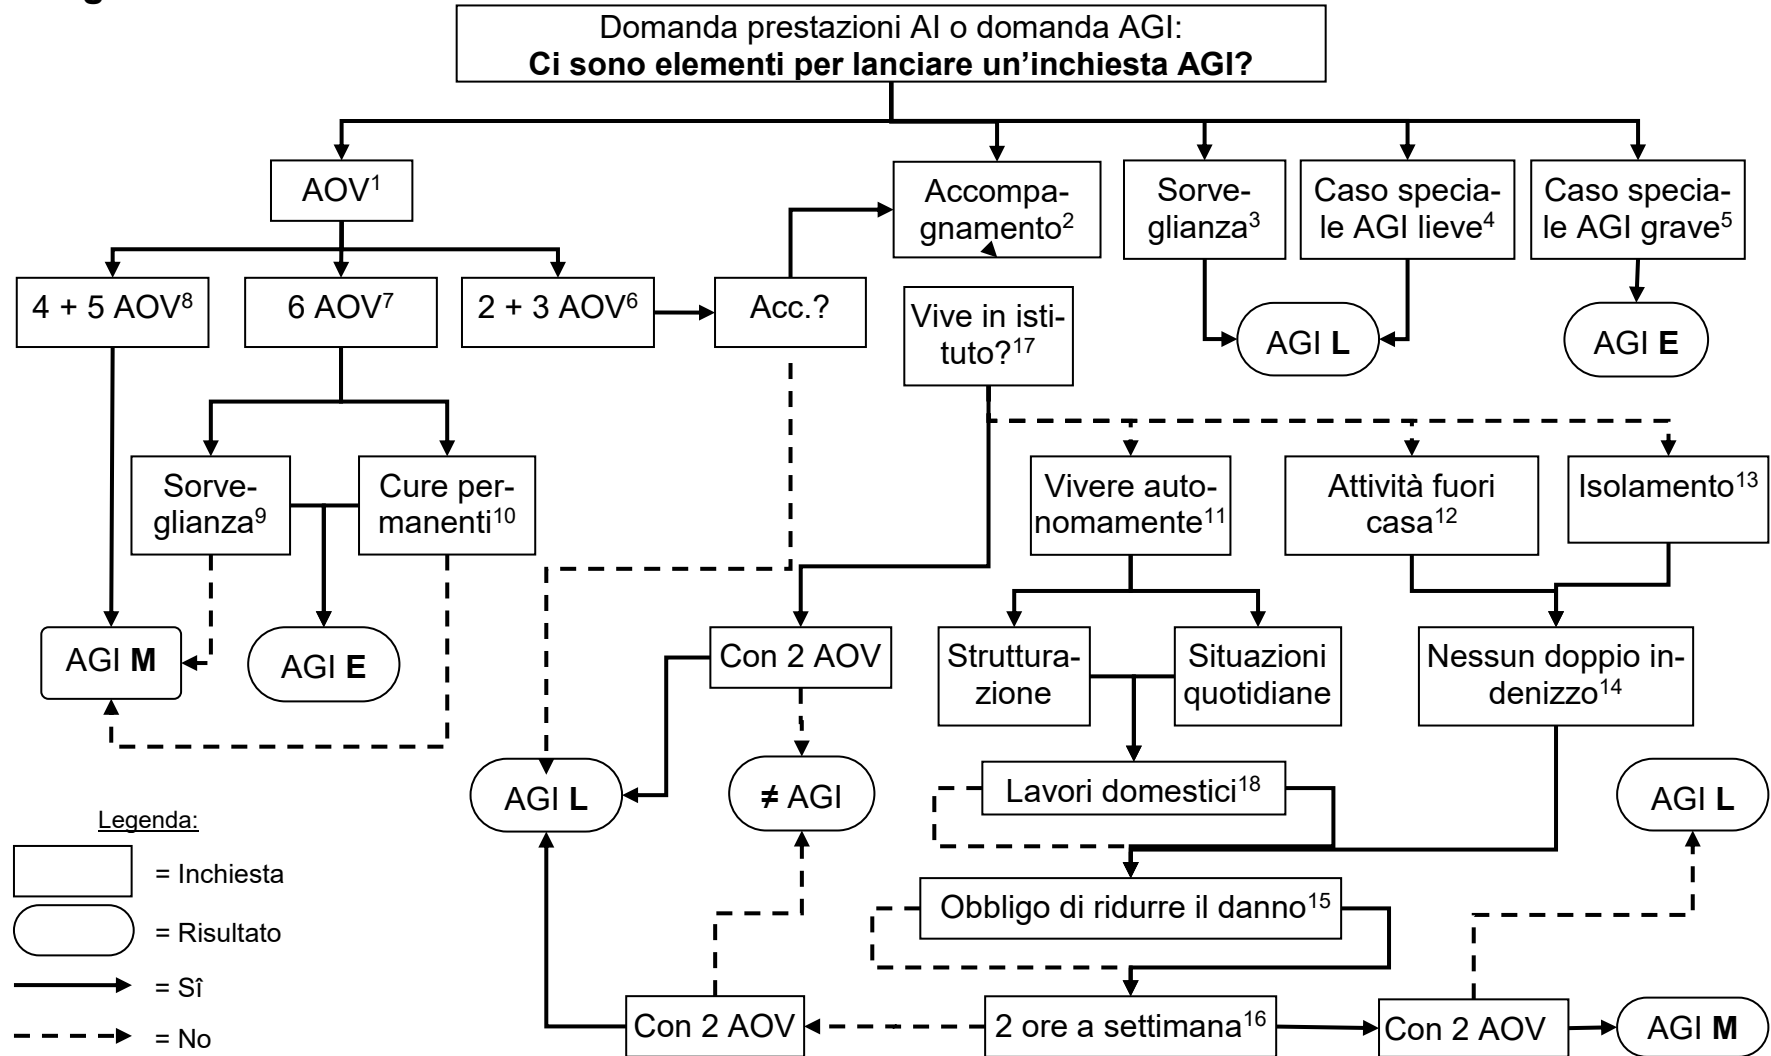 Domanda prestazioni AI o domanda AGI:
Ci sono elementi per lanciare un’inchiesta AGI?
AOV¹
Accompa-
gnamento²
Sorve-
glianza³
Caso specia-
le AGI lieve⁴
Caso specia-
le AGI grave⁵
4 + 5 AOV⁸
6 AOV⁷
2 + 3 AOV⁶
Acc.?
Vive in isti-
tuto?¹⁷
AGI L
AGI E
Sorve-
glianza⁹
Cure per-
manenti¹⁰
Vivere auto-
nomamente¹¹
Attività fuori
casa¹²
Isolamento¹³
AGI M
AGI E
Con 2 AOV
Struttura-
zione
Situazioni
quotidiane
Nessun doppio in-
denizzo¹⁴
AGI L
≠ AGI
Lavori domestici¹⁸
AGI L
Legenda:
= Inchiesta
= Risultato
= Sî
= No
Obbligo di ridurre il danno¹⁵
Con 2 AOV
2 ore a settimana¹⁶
Con 2 AOV
AGI M